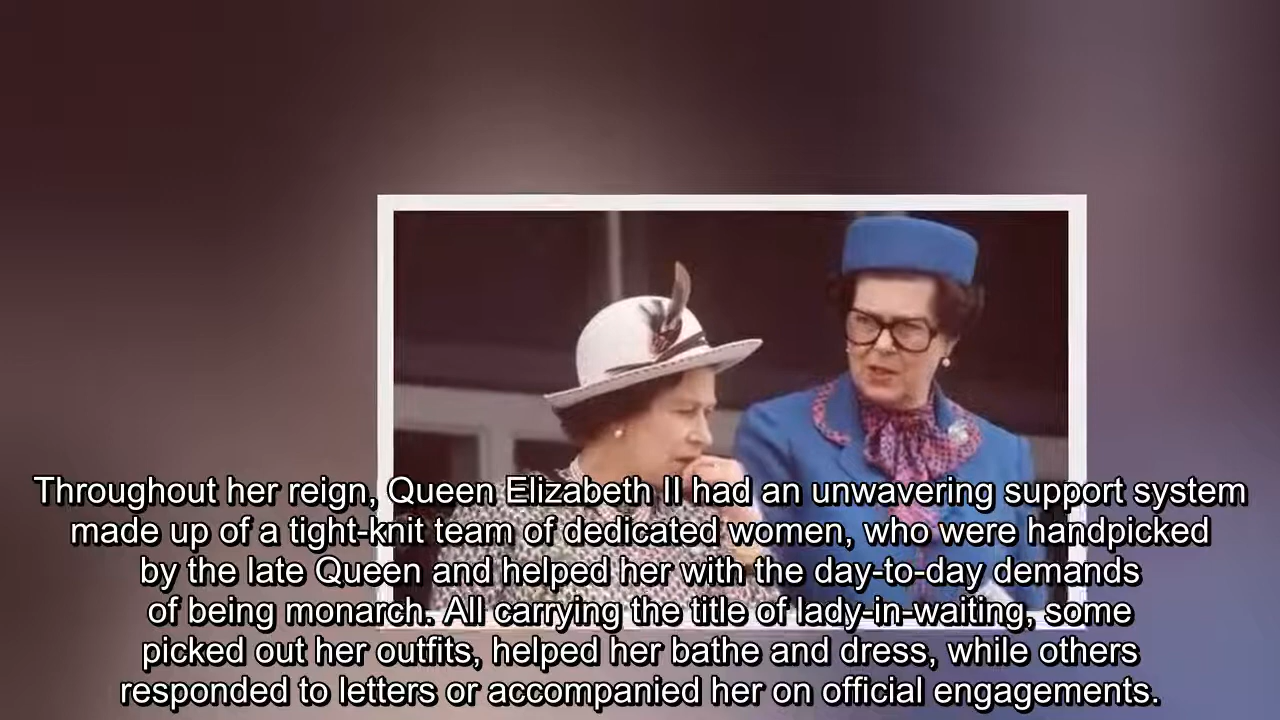 Throughout her reign, Queen Elizabeth II had an unwavering support system
made up of a tight-knit team of dedicated women, who were handpicked
by the late Queen and helped her with the day-to-day demands
of being monarch. All carrying the title of lady-in-waiting, some
picked out her outfits, helped her bathe and dress, while others
responded to letters or accompanied her on official engagements.